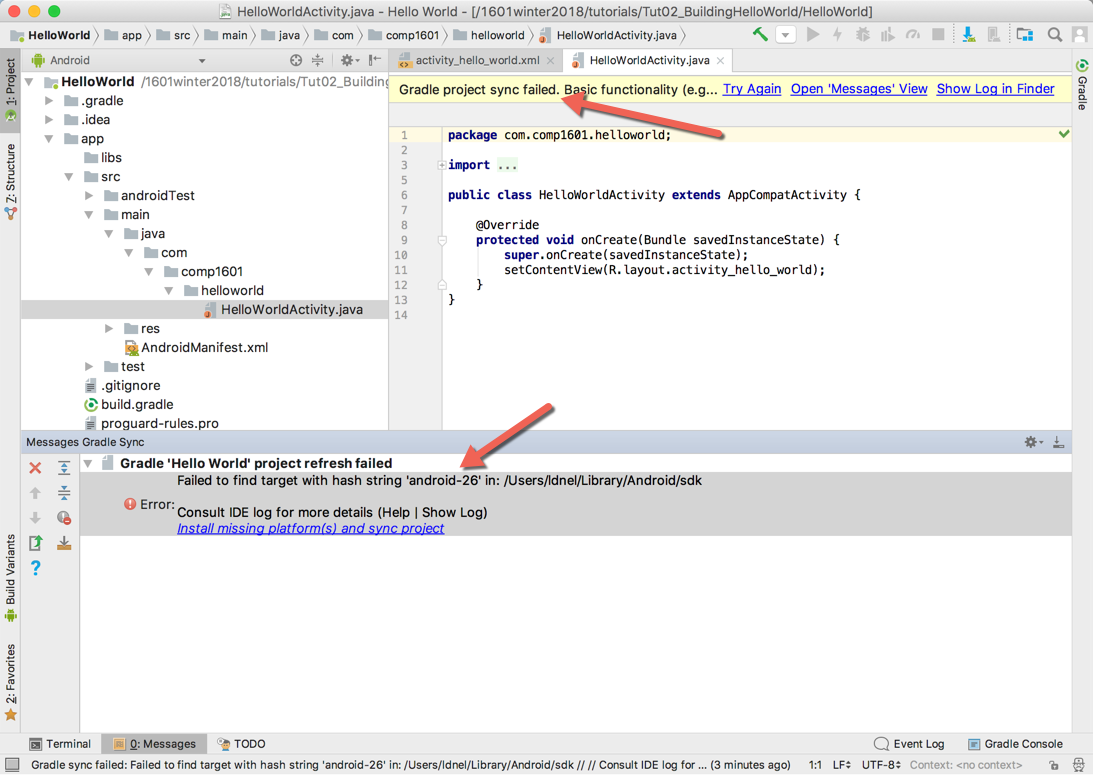 HelloWorldActivity.java - Hello World - [/1601winter2018/tutorials/Tut02_BuildingHelloWorld/HelloWorld]
HelloWorld app src main java com comp1601 helloworld HelloWorldActivity.java
1: Project
Z: Structure
Build Variants
2: Favorites
Android
HelloWorld /1601winter2018/tutorials/Tut02_Building
.gradle
.idea
app
libs
src
androidTest
main
java
com
comp1601
helloworld
HelloWorldActivity.java
res
AndroidManifest.xml
test
.gitignore
build.gradle
proguard-rules.pro
activity_hello_world.xml HelloWorldActivity.java
Gradle project sync failed. Basic functionality (e.g... Try Again Open 'Messages' View Show Log in Finder
1 package com.comp1601.helloworld;
2
3 import ...
5
6 public class HelloWorldActivity extends AppCompatActivity {
7
8 @Override
9 protected void onCreate(Bundle savedInstanceState) {
10 super.onCreate(savedInstanceState);
11 setContentView(R.layout.activity_hello_world);
12 }
13 }
14
Gradle
Messages Gradle Sync
Gradle 'Hello World' project refresh failed
Failed to find target with hash string 'android-26' in: /Users/ldnel/Library/Android/sdk
Error:
Consult IDE log for more details (Help | Show Log)
Install missing platform(s) and sync project
Terminal 0: Messages TODO Event Log Gradle Console
Gradle sync failed: Failed to find target with hash string 'android-26' in: /Users/ldnel/Library/Android/sdk // // Consult IDE log for ... (3 minutes ago) 1:1 LF UTF-8 Context: <no context>